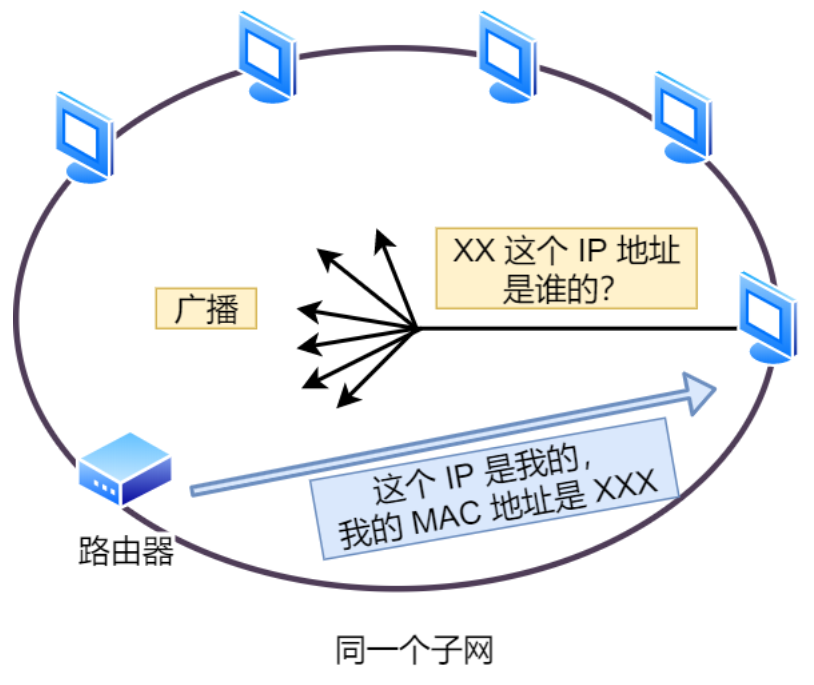 XX 这个 IP 地址
是谁的?
广播
这个 IP 是我的,
我的 MAC 地址是 XXX
路由器
同一个子网